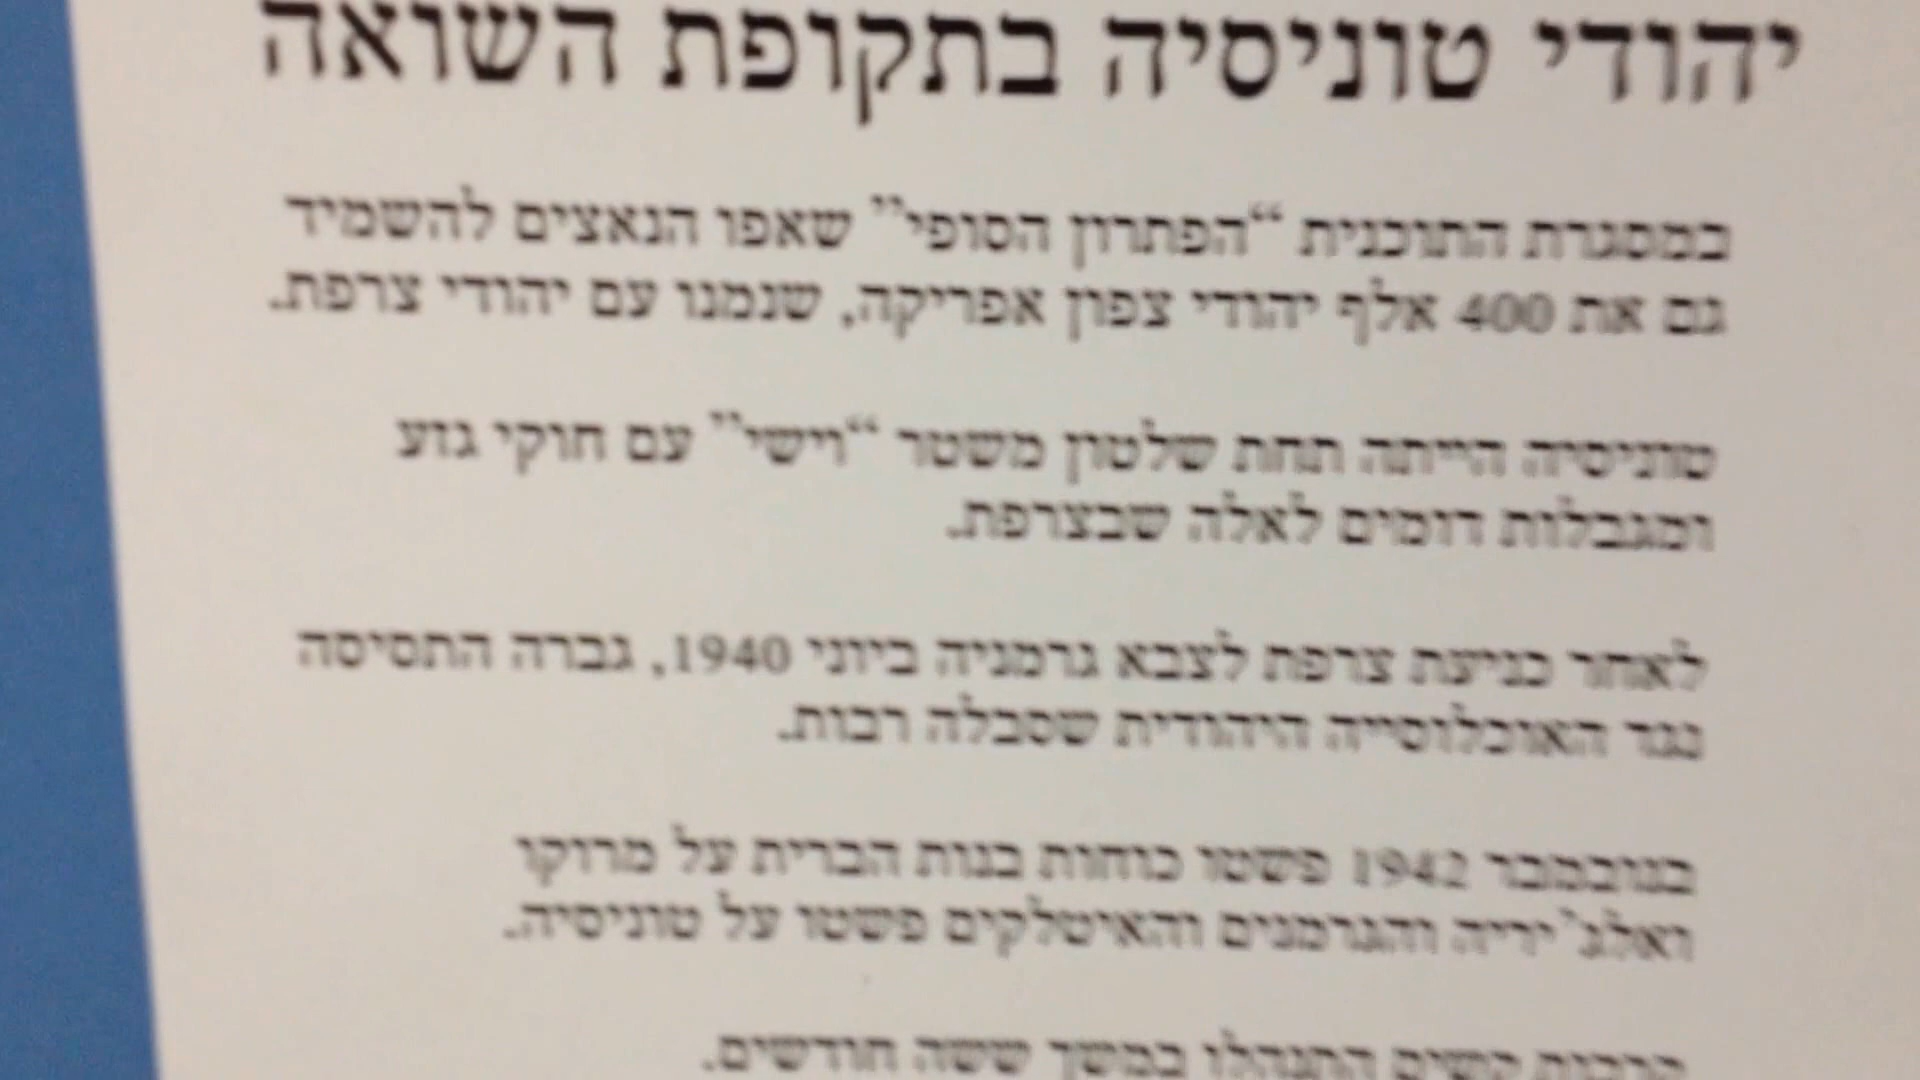 יהודי טוניסיה בתקופת השואה
במסגרת התוכנית “הפתרון הסופי” שאפו הנאצים להשמיד
גם את 400 אלף יהודי צפון אפריקה, שנמנו עם יהודי צרפת.
טוניסיה הייתה תחת שלטון משטר “וישי” עם חוקי גזע
ומגבלות דומים לאלה שבצרפת.
לאחר כניעת צרפת לצבא גרמניה ביוני 1940, גברה התסיסה
נגד האוכלוסייה היהודית שסבלה רבות.
בנובמבר 1942 פשטו כוחות בנות הברית על מרוקו
ואלג'יריה והגרמנים והאיטלקים פשטו על טוניסיה.
קרבות קשים התנהלו במשך ששה חודשים.